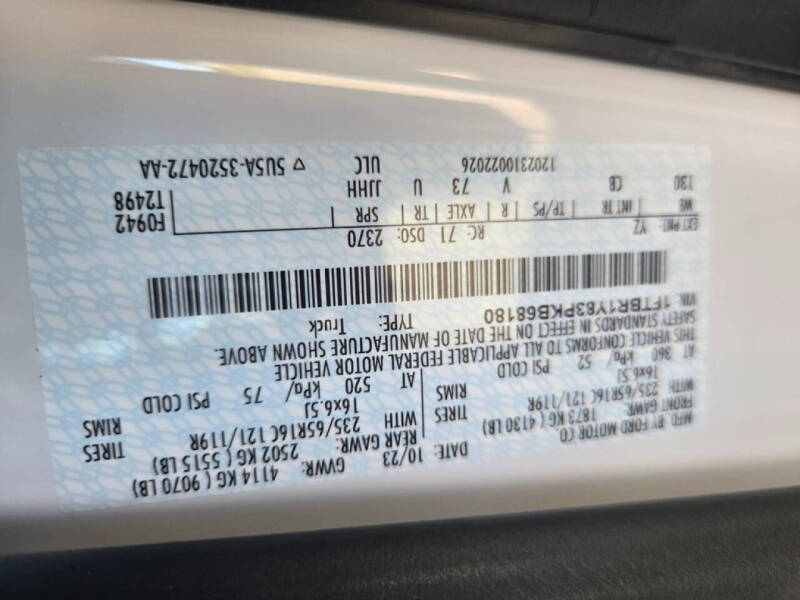 MFD. BY FORD MOTOR CO.
DATE: 10/23 GVWR: 4114 KG ( 9070 LB)
FRONT GAWR: 1873 KG ( 4130 LB) REAR GAWR: 2502 KG ( 5515 LB)
WITH 235/65R16C 121/119R TIRES WITH 235/65R16C 121/119R TIRES
16x6.5J RIMS 16x6.5J RIMS
AT 360 kPa/ 52 PSI COLD AT 520 kPa/ 75 PSI COLD
THIS VEHICLE CONFORMS TO ALL APPLICABLE FEDERAL MOTOR VEHICLE
SAFETY STANDARDS IN EFFECT ON THE DATE OF MANUFACTURE SHOWN ABOVE.
VIN: 1FTBR1Y83PKB68180 TYPE: Truck
EXT PNT: YZ RC: 71 DSO: 2370 F0942
WB | INT TR | TP/PS | R | AXLE | TR | SPR T2498
130 CB V 73 U JJHH
1202310022026 ULC ▽ 5U5A-3520472-AA